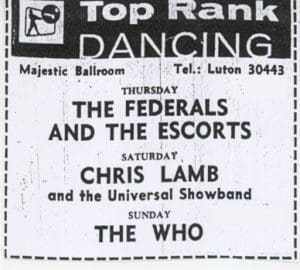 Top Rank
DANCING
Majestic Ballroom Tel.: Luton 30443
THURSDAY
THE FEDERALS
AND THE ESCORTS
SATURDAY
CHRIS LAMB
and the Universal Showband
SUNDAY
THE WHO